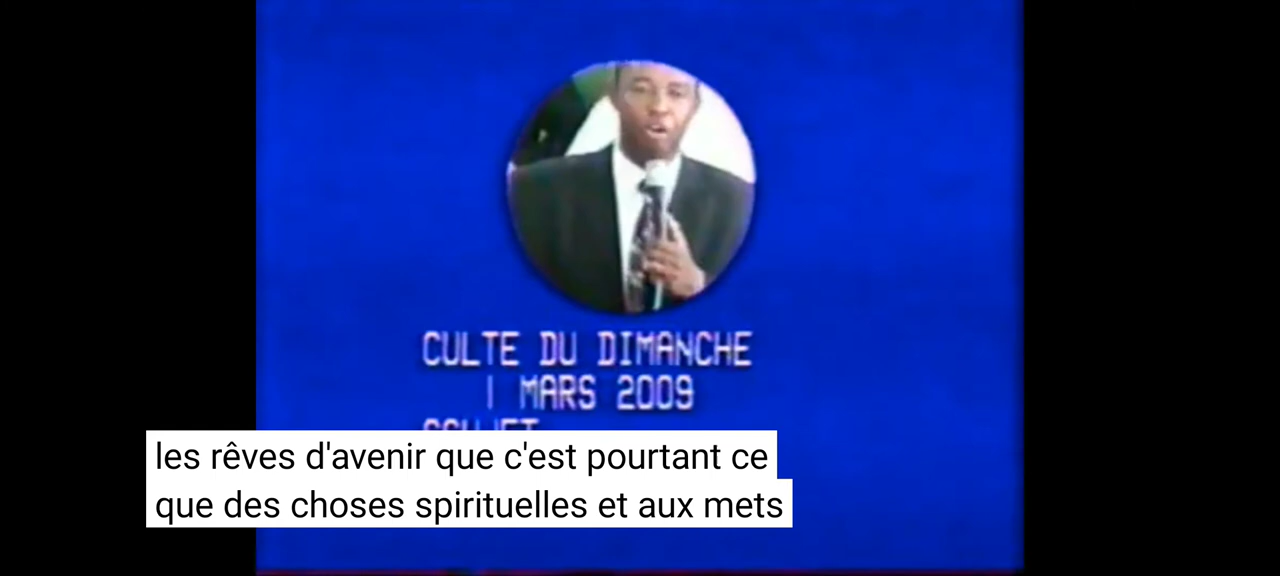 CULTE DU DIMANCHE
1 MARS 2009
les rêves d'avenir que c'est pourtant ce
que des choses spirituelles et aux mets